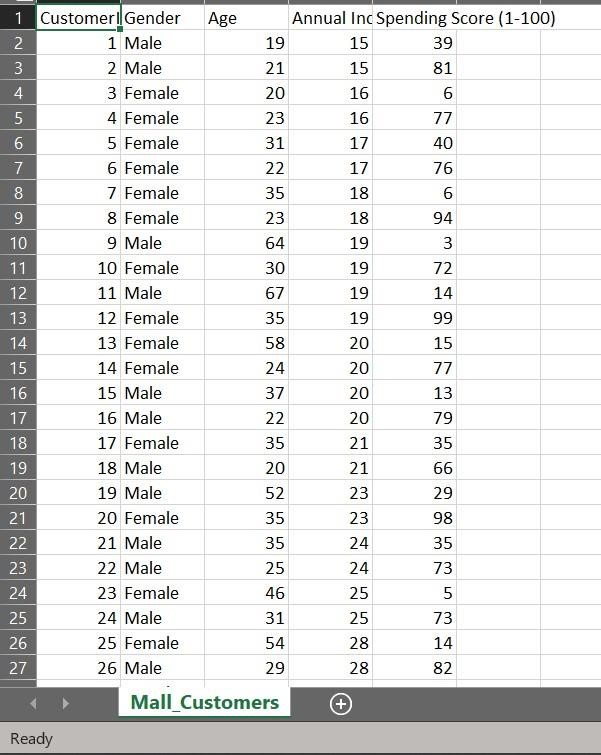 1 CustomerI Gender Age Annual Inc Spending Score (1-100)
2 1 Male 19 15 39
3 2 Male 21 15 81
4 3 Female 20 16 6
5 4 Female 23 16 77
6 5 Female 31 17 40
7 6 Female 22 17 76
8 7 Female 35 18 6
9 8 Female 23 18 94
10 9 Male 64 19 3
11 10 Female 30 19 72
12 11 Male 67 19 14
13 12 Female 35 19 99
14 13 Female 58 20 15
15 14 Female 24 20 77
16 15 Male 37 20 13
17 16 Male 22 20 79
18 17 Female 35 21 35
19 18 Male 20 21 66
20 19 Male 52 23 29
21 20 Female 35 23 98
22 21 Male 35 24 35
23 22 Male 25 24 73
24 23 Female 46 25 5
25 24 Male 31 25 73
26 25 Female 54 28 14
27 26 Male 29 28 82
Mall_Customers
Ready